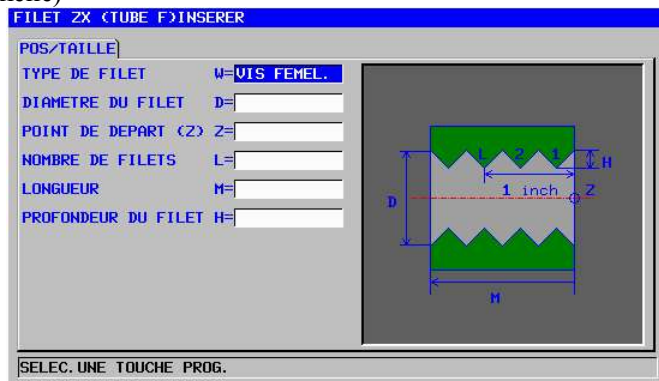 FILET ZX (TUBE F)INSERER
POS/TAILLE
TYPE DE FILET W=VIS FEMEL.
DIAMETRE DU FILET D=
POINT DE DEPART (Z) Z=
NOMBRE DE FILETS L=
LONGUEUR M=
PROFONDEUR DU FILET H=
L 2 1
H
1 inch Z
D
M
SELEC.UNE TOUCHE PROG.